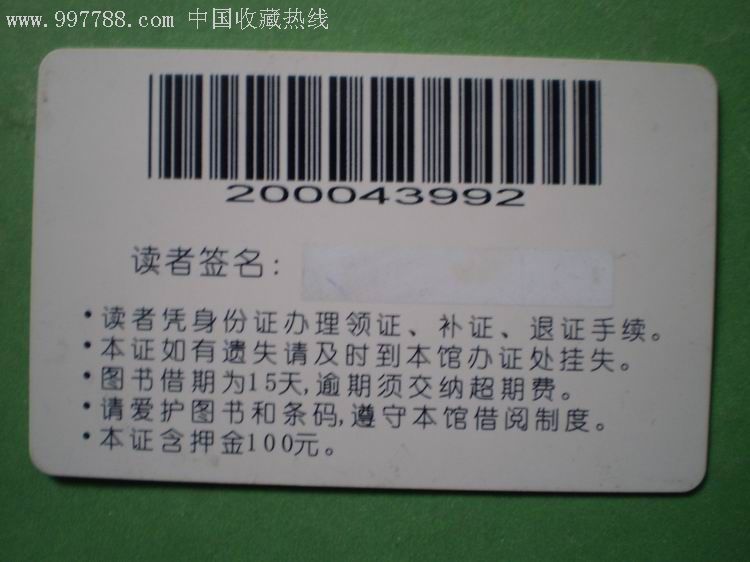 www.997788.com 中国收藏热线
200043992
读者签名:
·读者凭身份证办理领证、补证、退证手续。
·本证如有遗失请及时到本馆办证处挂失。
·图书借期为15天,逾期须交纳超期费。
·请爱护图书和条码,遵守本馆借阅制度。
·本证含押金100元。